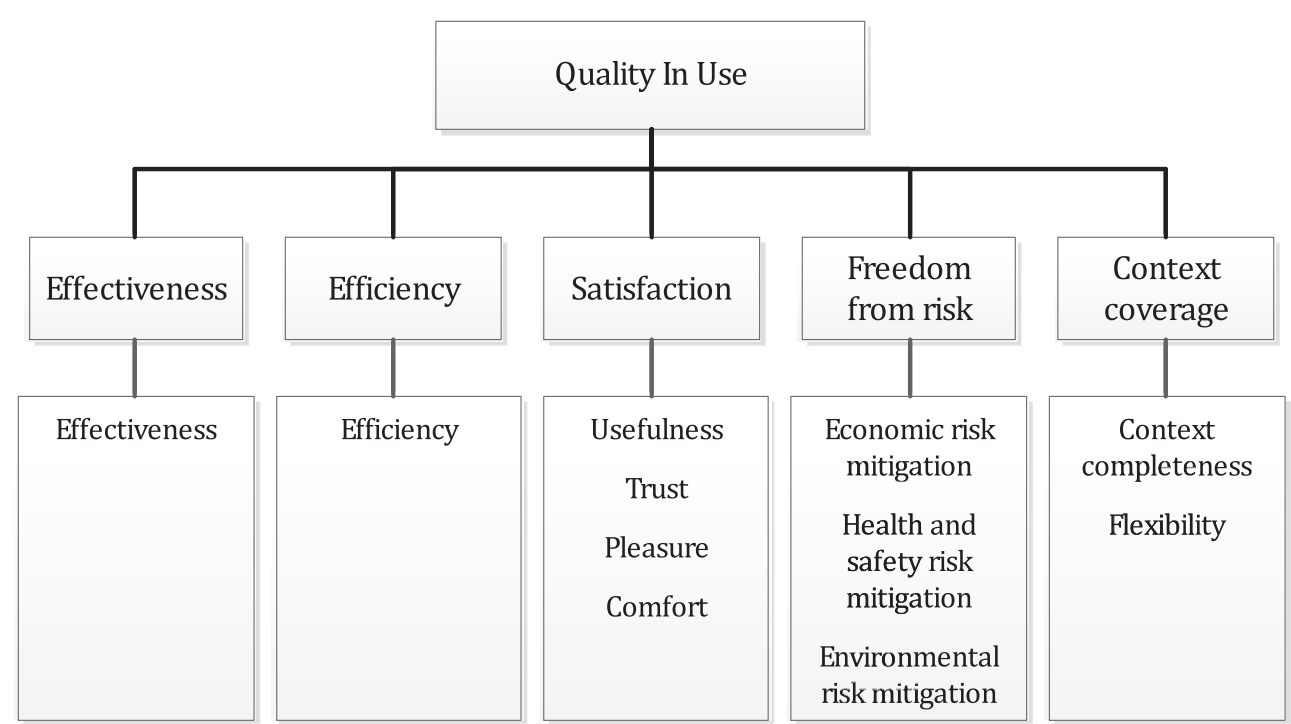 Quality In Use
Effectiveness
Efficiency
Satisfaction
Freedom
from risk
Context
coverage
Effectiveness
Efficiency
Usefulness
Trust
Pleasure
Comfort
Economic risk
mitigation
Health and
safety risk
mitigation
Environmental
risk mitigation
Context
completeness
Flexibility